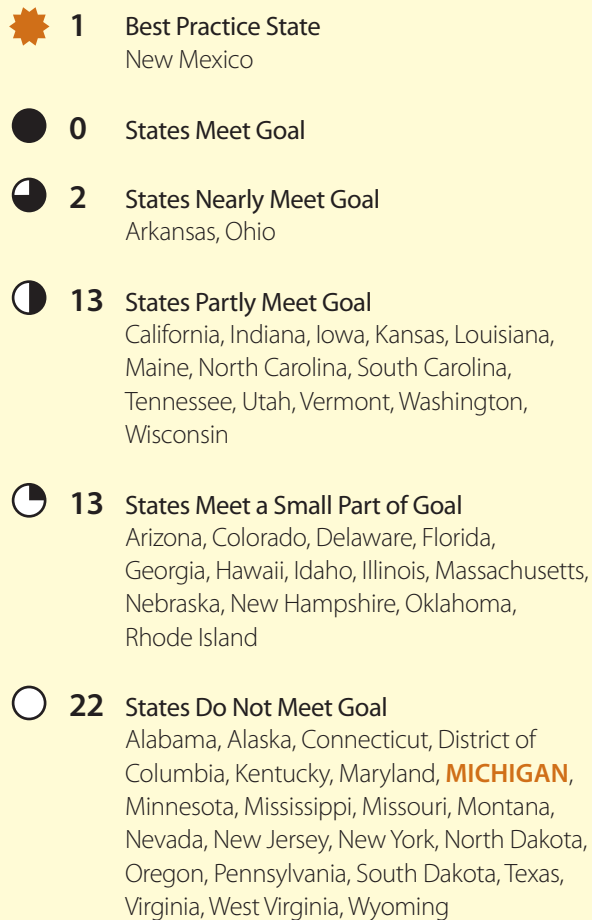 1 Best Practice State
New Mexico
0 States Meet Goal
2 States Nearly Meet Goal
Arkansas, Ohio
13 States Partly Meet Goal
California, Indiana, Iowa, Kansas, Louisiana,
Maine, North Carolina, South Carolina,
Tennessee, Utah, Vermont, Washington,
Wisconsin
13 States Meet a Small Part of Goal
Arizona, Colorado, Delaware, Florida,
Georgia, Hawaii, Idaho, Illinois, Massachusetts,
Nebraska, New Hampshire, Oklahoma,
Rhode Island
22 States Do Not Meet Goal
Alabama, Alaska, Connecticut, District of
Columbia, Kentucky, Maryland, MICHIGAN,
Minnesota, Mississippi, Missouri, Montana,
Nevada, New Jersey, New York, North Dakota,
Oregon, Pennsylvania, South Dakota, Texas,
Virginia, West Virginia, Wyoming